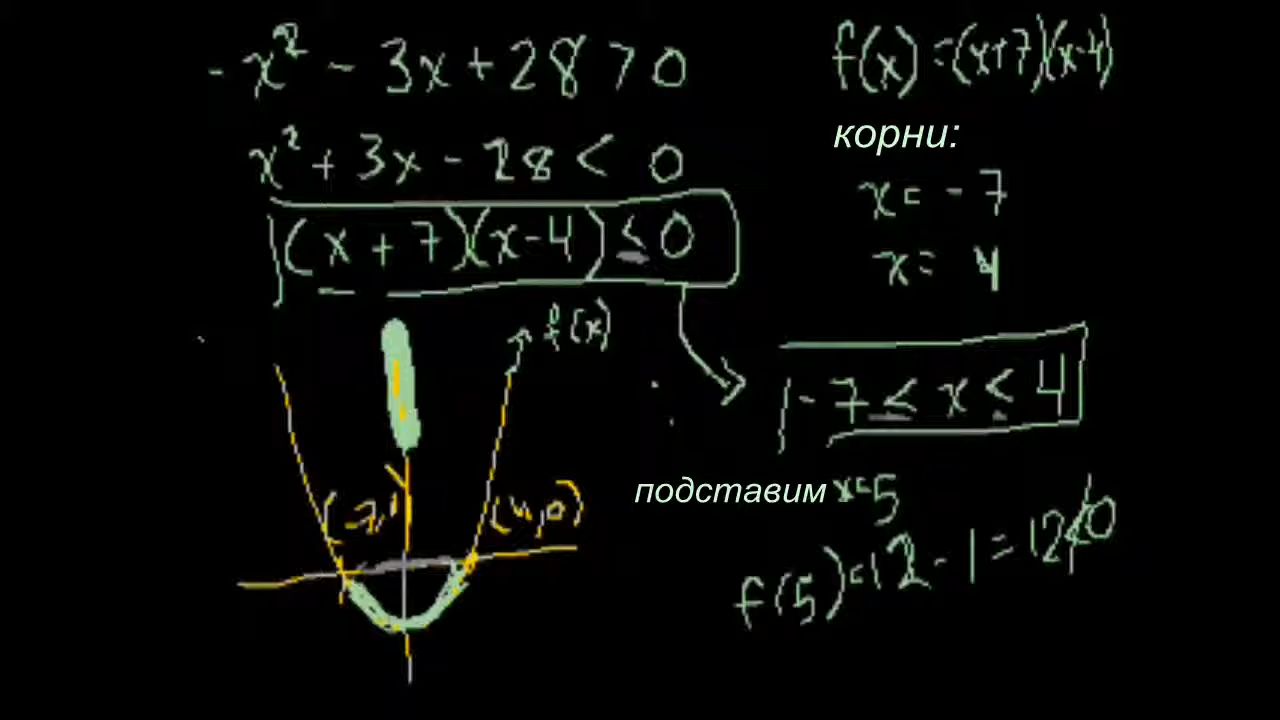 -x² - 3x + 28 > 0
x² + 3x - 28 < 0
(x + 7)(x - 4) ≤ 0
f(x)
(-7,
(4,0)
f(x) = (x+7)(x-4)
корни:
x = -7
x = 4
-7 ≤ x ≤ 4
подставим x=5
f(5) = 12 · 1 = 12 ≮ 0